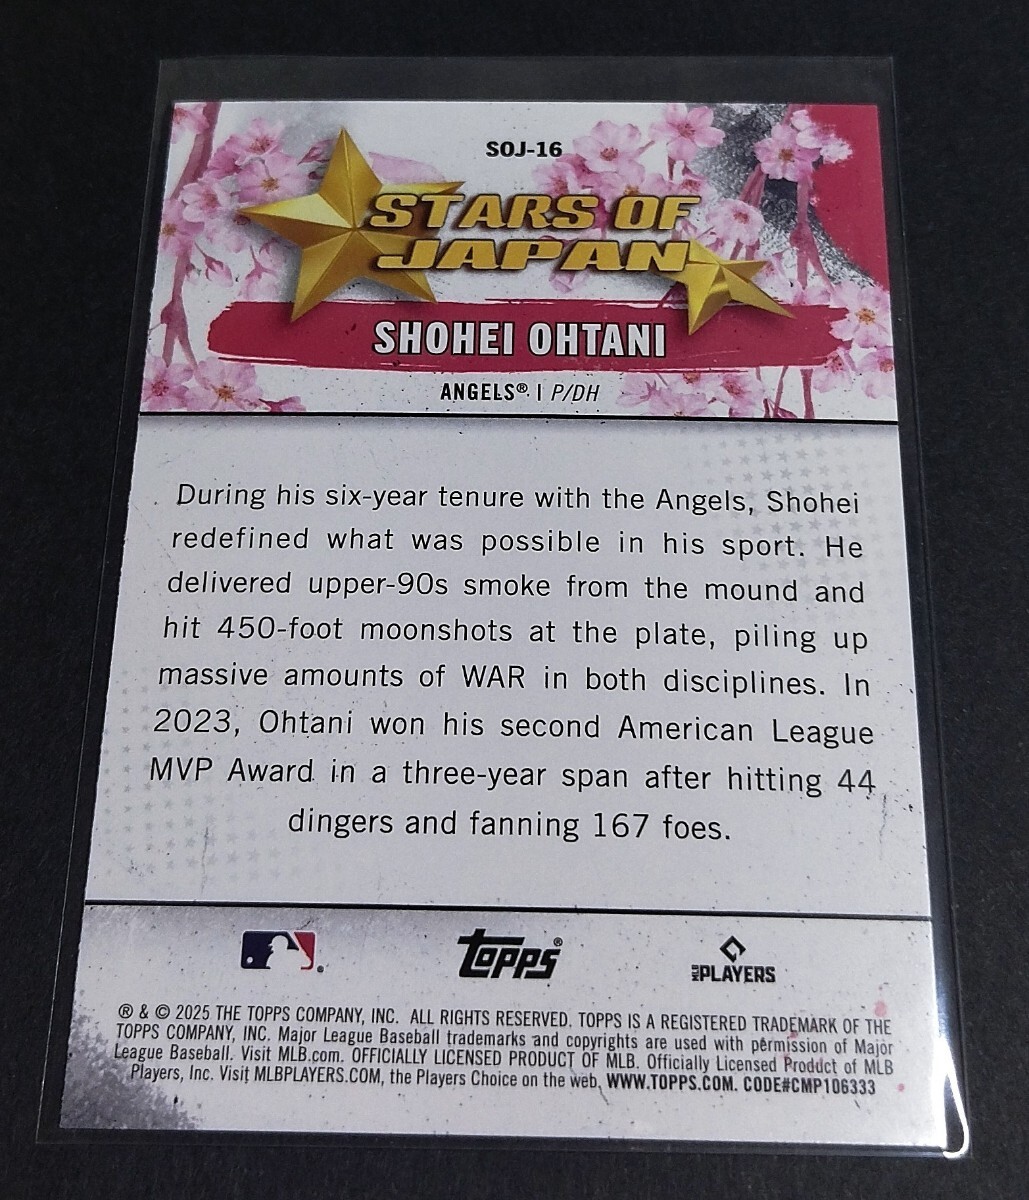 SOJ-16
STARS OF
JAPAN
SHOHEI OHTANI
ANGELS® | P/DH
During his six-year tenure with the Angels, Shohei
redefined what was possible in his sport. He
delivered upper-90s smoke from the mound and
hit 450-foot moonshots at the plate, piling up
massive amounts of WAR in both disciplines. In
2023, Ohtani won his second American League
MVP Award in a three-year span after hitting 44
dingers and fanning 167 foes.
topps®
MLB PLAYERS
® & © 2025 THE TOPPS COMPANY, INC. ALL RIGHTS RESERVED. TOPPS IS A REGISTERED TRADEMARK OF THE
TOPPS COMPANY, INC. Major League Baseball trademarks and copyrights are used with permission of Major
League Baseball. Visit MLB.com. OFFICIALLY LICENSED PRODUCT OF MLB. Officially Licensed Product of MLB
Players, Inc. Visit MLBPLAYERS.COM, the Players Choice on the web. WWW.TOPPS.COM. CODE#CMP106333